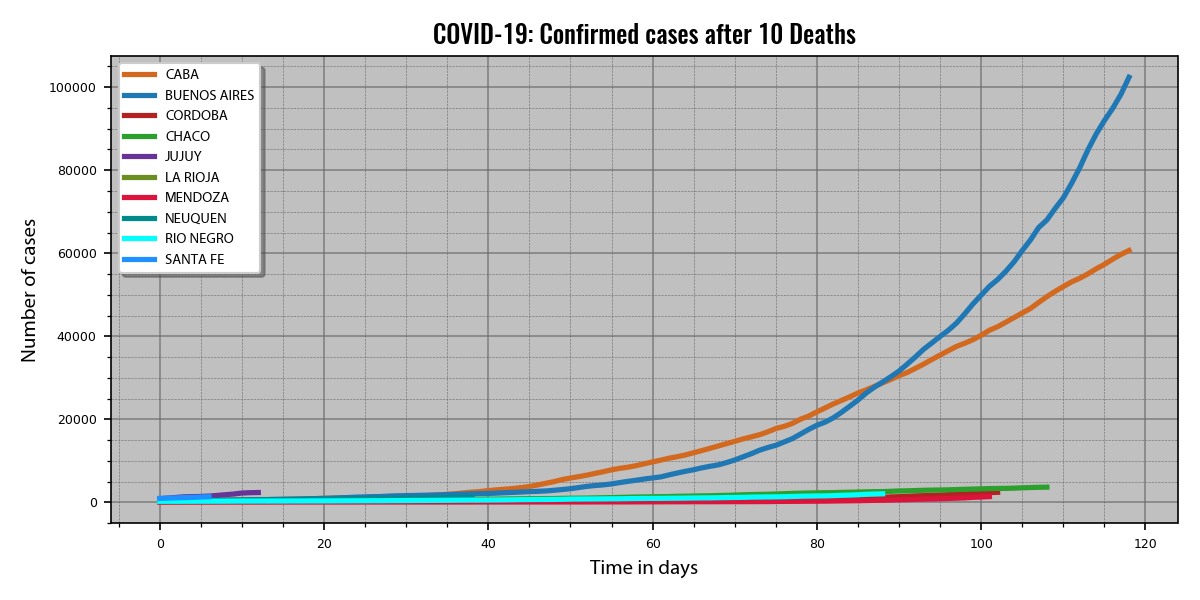 COVID-19: Confirmed cases after 10 Deaths
CABA
BUENOS AIRES
CORDOBA
CHACO
JUJUY
LA RIOJA
MENDOZA
NEUQUEN
RIO NEGRO
SANTA FE
Number of cases
100000
80000
60000
40000
20000
0
0 20 40 60 80 100 120
Time in days